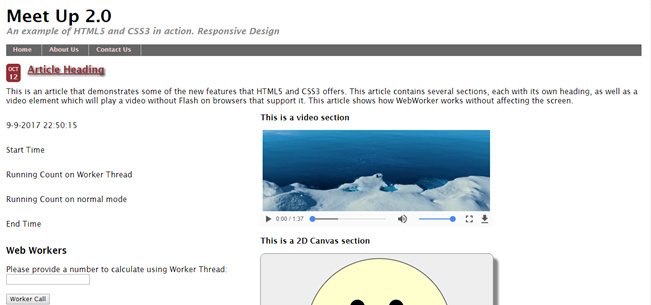 Meet Up 2.0
An example of HTML5 and CSS3 in action. Responsive Design
Home About Us Contact Us
OCT
12
Article Heading
This is an article that demonstrates some of the new features that HTML5 and CSS3 offers. This article contains several sections, each with its own heading, as well as a
video element which will play a video without Flash on browsers that support it. This article shows how WebWorker works without affecting the screen.
9-9-2017 22:50:15
Start Time
Running Count on Worker Thread
Running Count on normal mode
End Time
Web Workers
Please provide a number to calculate using Worker Thread:
Worker Call
This is a video section
0:00 / 1:37
This is a 2D Canvas section